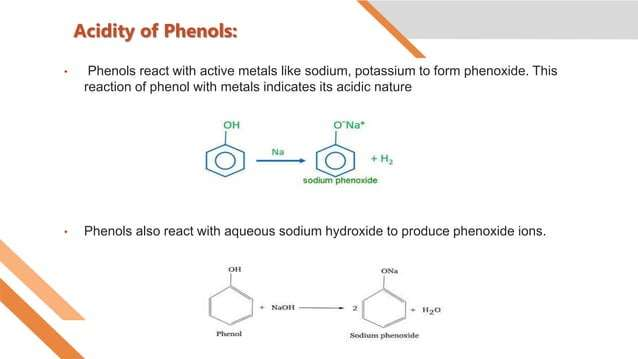 Acidity of Phenols:
• Phenols react with active metals like sodium, potassium to form phenoxide. This
reaction of phenol with metals indicates its acidic nature
OH
O⁻Na⁺
Na
+ H₂
sodium phenoxide
• Phenols also react with aqueous sodium hydroxide to produce phenoxide ions.
OH
ONa
+ NaOH
2
+ H₂O
Phenol
Sodium phenoxide